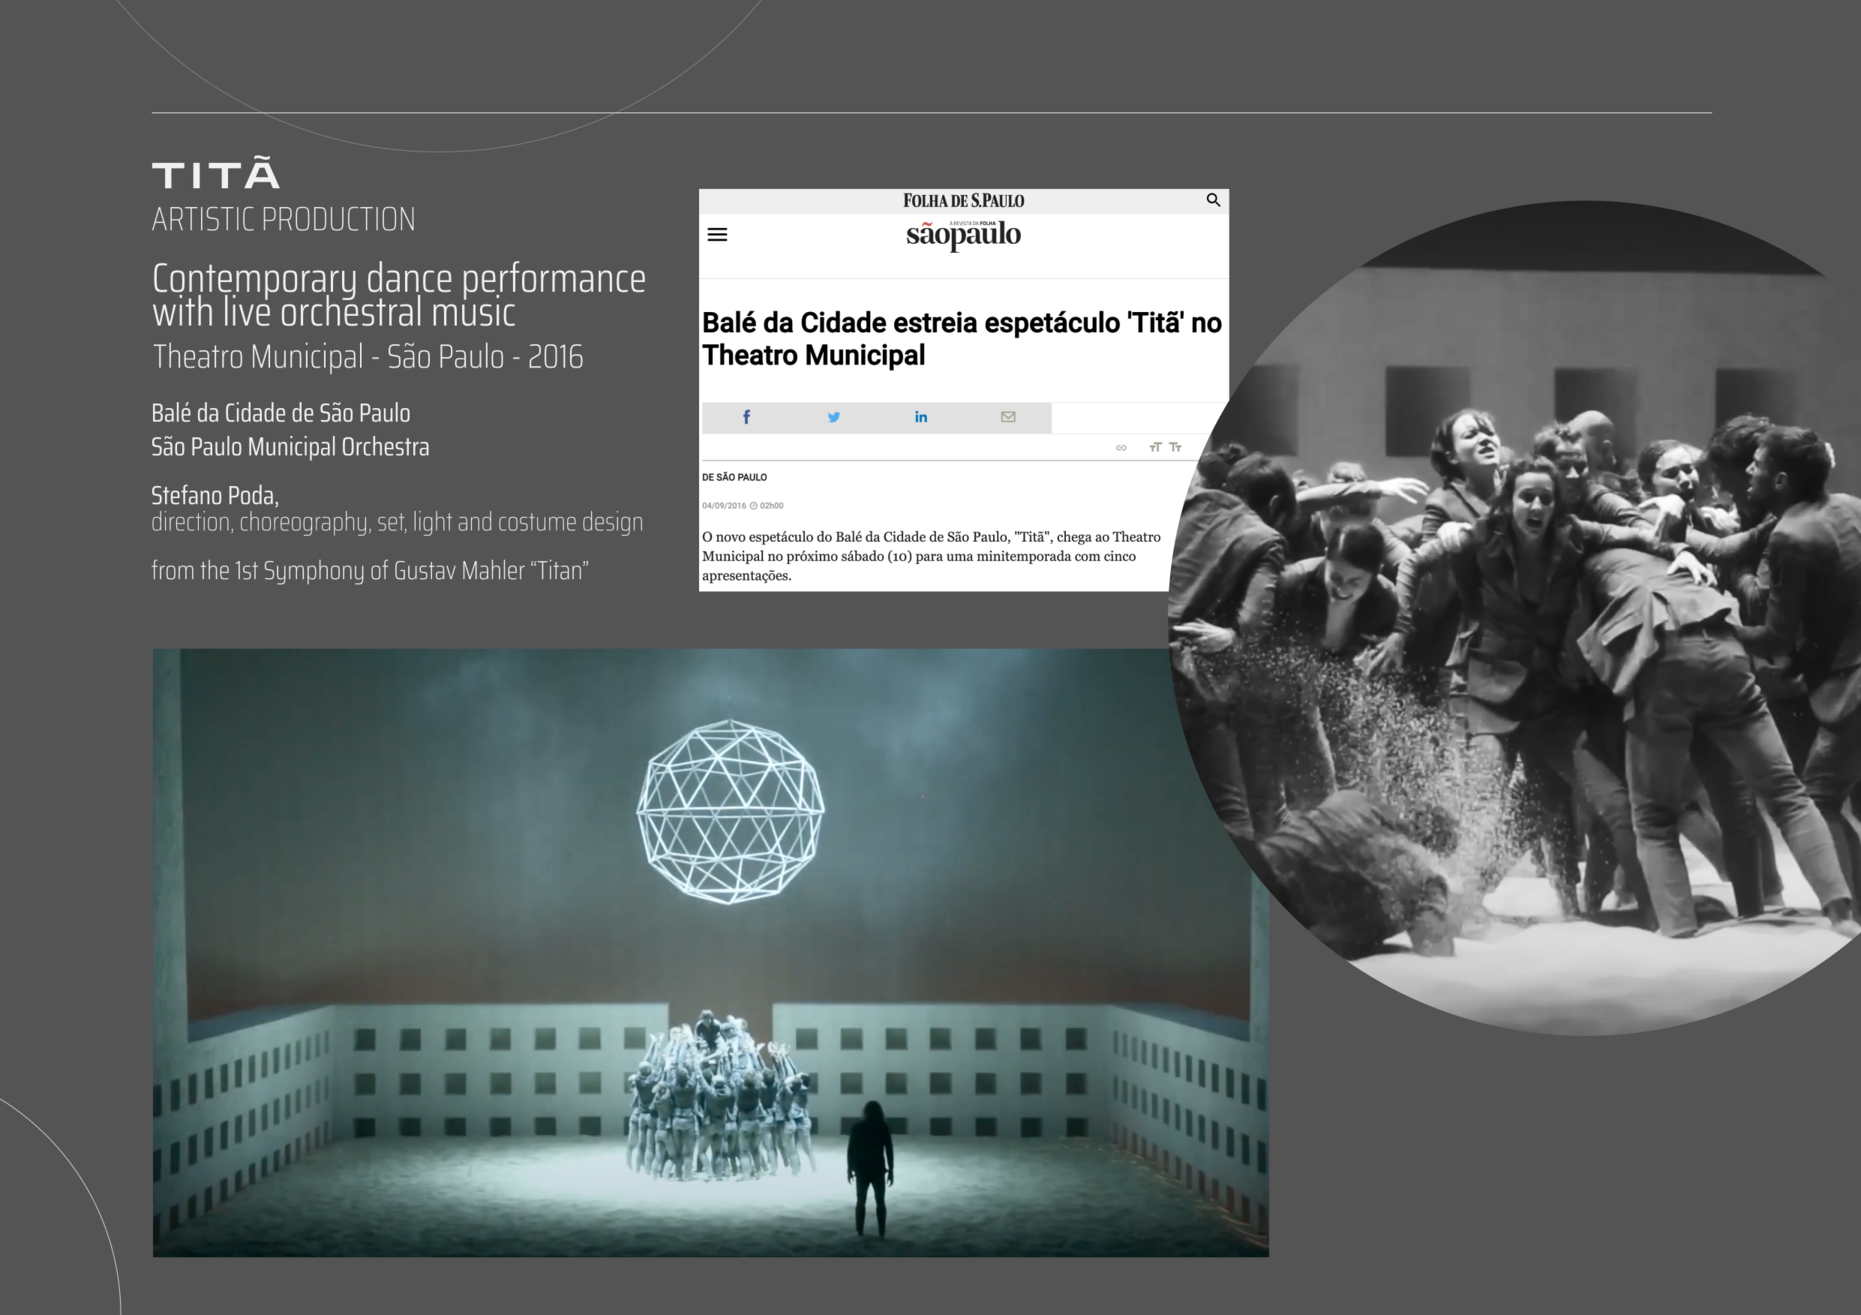 TITÃ
ARTISTIC PRODUCTION
Contemporary dance performance
with live orchestral music
Theatro Municipal - São Paulo - 2016
Balé da Cidade de São Paulo
São Paulo Municipal Orchestra
Stefano Poda,
direction, choreography, set, light and costume design
from the 1st Symphony of Gustav Mahler “Titan”
FOLHA DE S.PAULO
A REVISTA DA FOLHA
sãopaulo
Balé da Cidade estreia espetáculo 'Titã' no
Theatro Municipal
DE SÃO PAULO
04/09/2016 02h00
O novo espetáculo do Balé da Cidade de São Paulo, "Titã", chega ao Theatro
Municipal no próximo sábado (10) para uma minitemporada com cinco
apresentações.